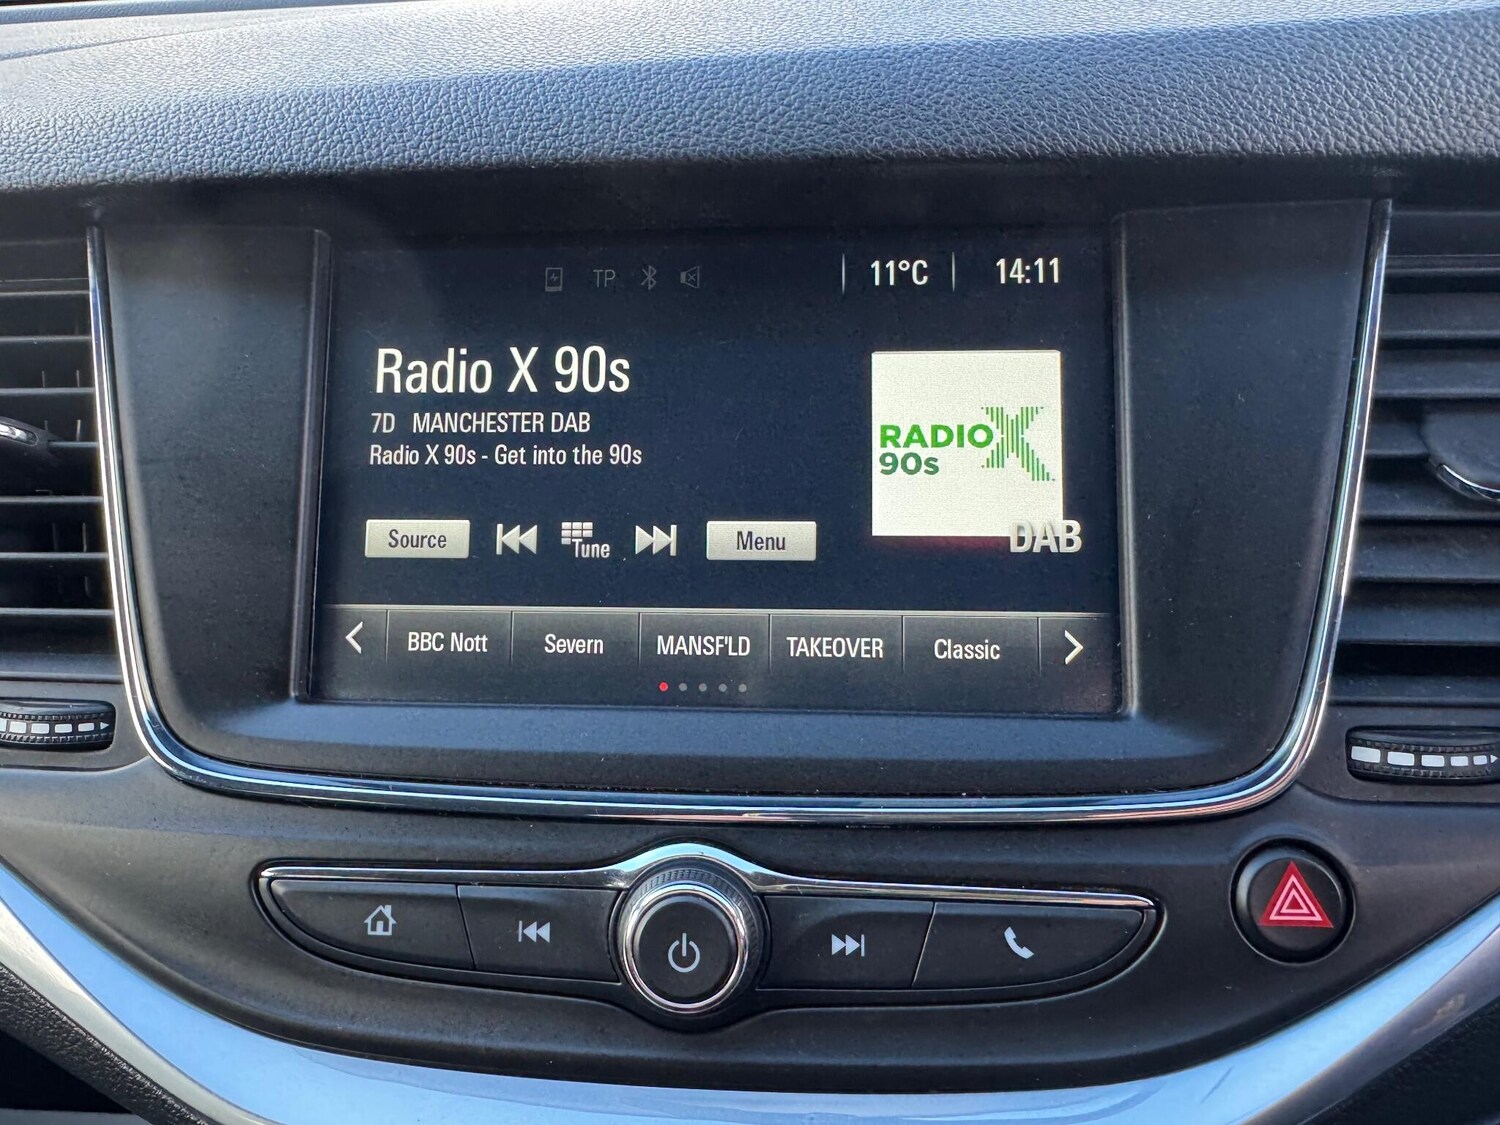 TP
11°C
14:11
Radio X 90s
7D MANCHESTER DAB
Radio X 90s - Get into the 90s
RADIO X
90s
DAB
Source
Tune
Menu
BBC Nott
Severn
MANSF'LD
TAKEOVER
Classic